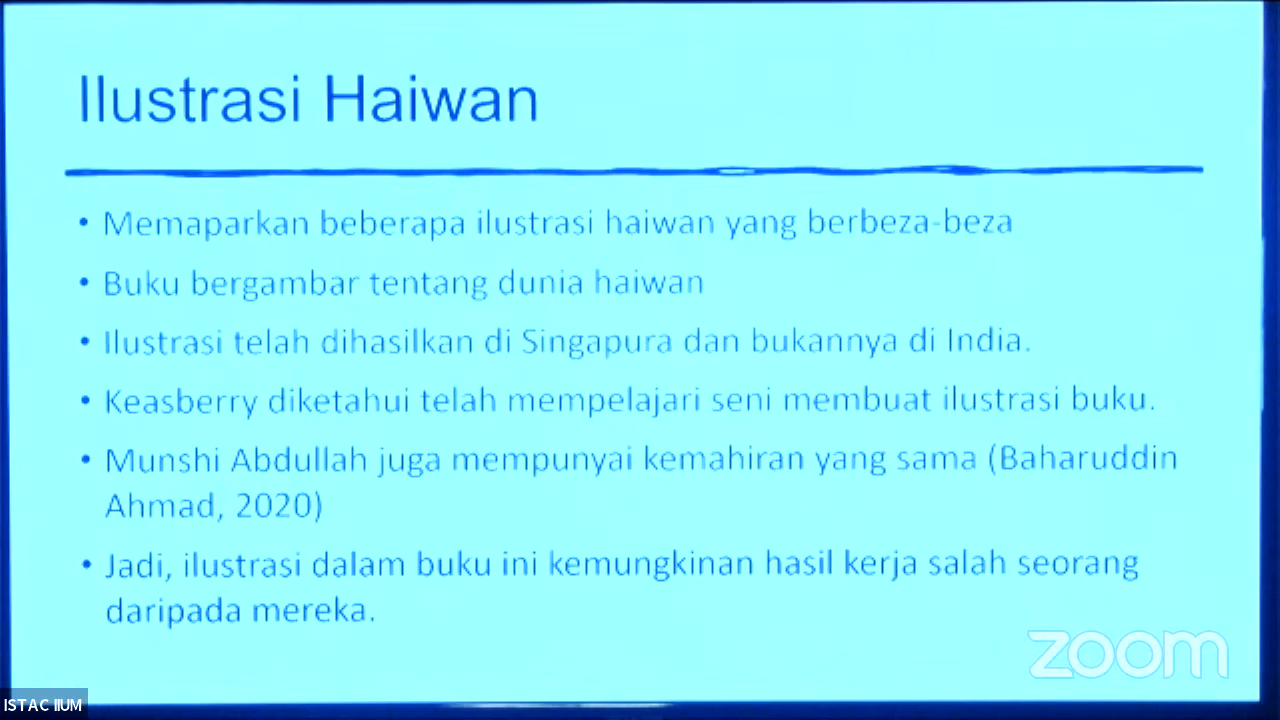 Ilustrasi Haiwan
• Memaparkan beberapa ilustrasi haiwan yang berbeza-beza
• Buku bergambar tentang dunia haiwan
• Ilustrasi telah dihasilkan di Singapura dan bukannya di India.
• Keasberry diketahui telah mempelajari seni membuat ilustrasi buku.
• Munshi Abdullah juga mempunyai kemahiran yang sama (Baharuddin
Ahmad, 2020)
• Jadi, ilustrasi dalam buku ini kemungkinan hasil kerja salah seorang
daripada mereka.
zoom
ISTAC IIUM